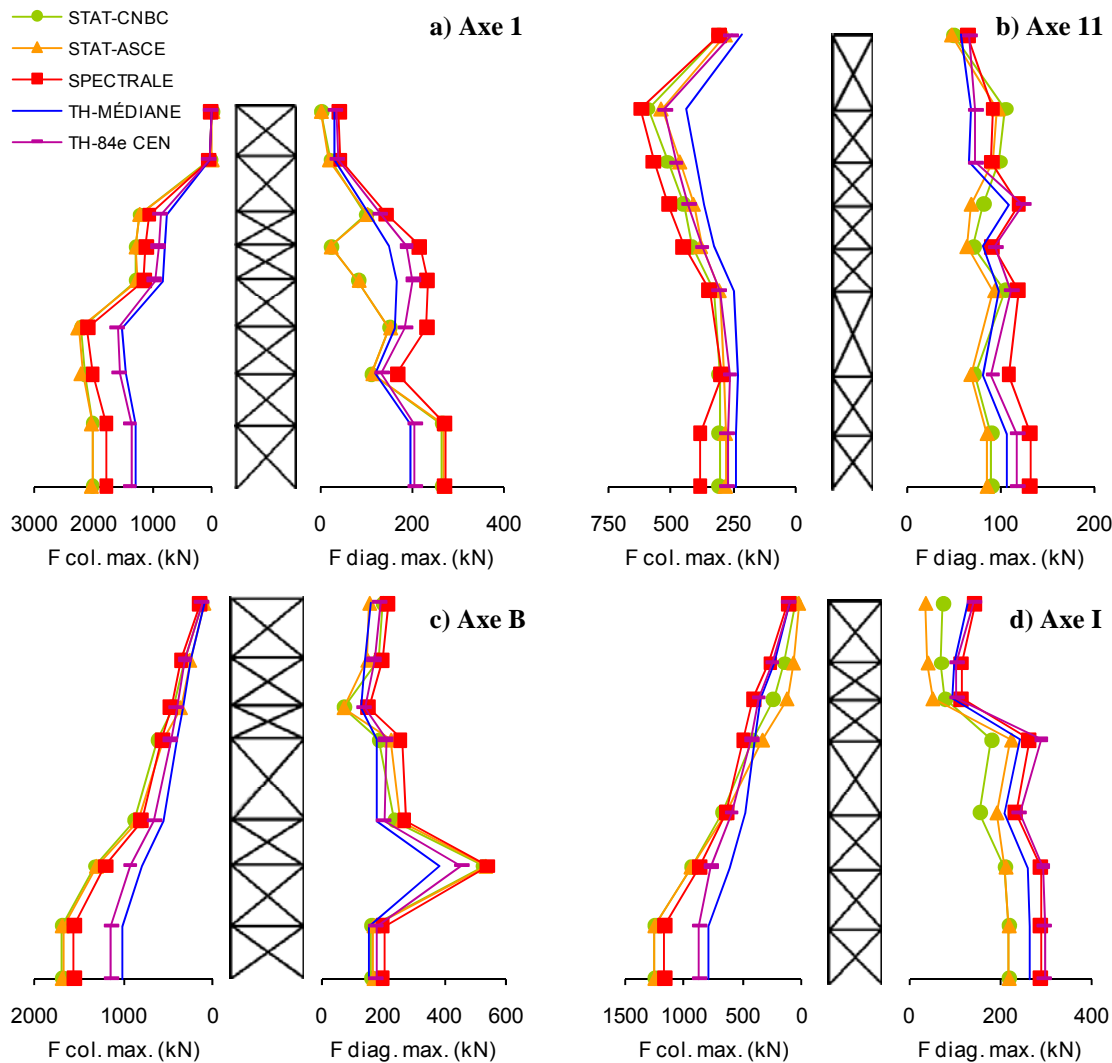 STAT-CNBC
STAT-ASCE
SPECTRALE
TH-MÉDIANE
TH-84e CEN
a) Axe 1
3000 2000 1000 0
F col. max. (kN)
0 200 400
F diag. max. (kN)
b) Axe 11
750 500 250 0
F col. max. (kN)
0 100 200
F diag. max. (kN)
c) Axe B
2000 1000 0
F col. max. (kN)
0 200 400 600
F diag. max. (kN)
d) Axe I
1500 1000 500 0
F col. max. (kN)
0 200 400
F diag. max. (kN)